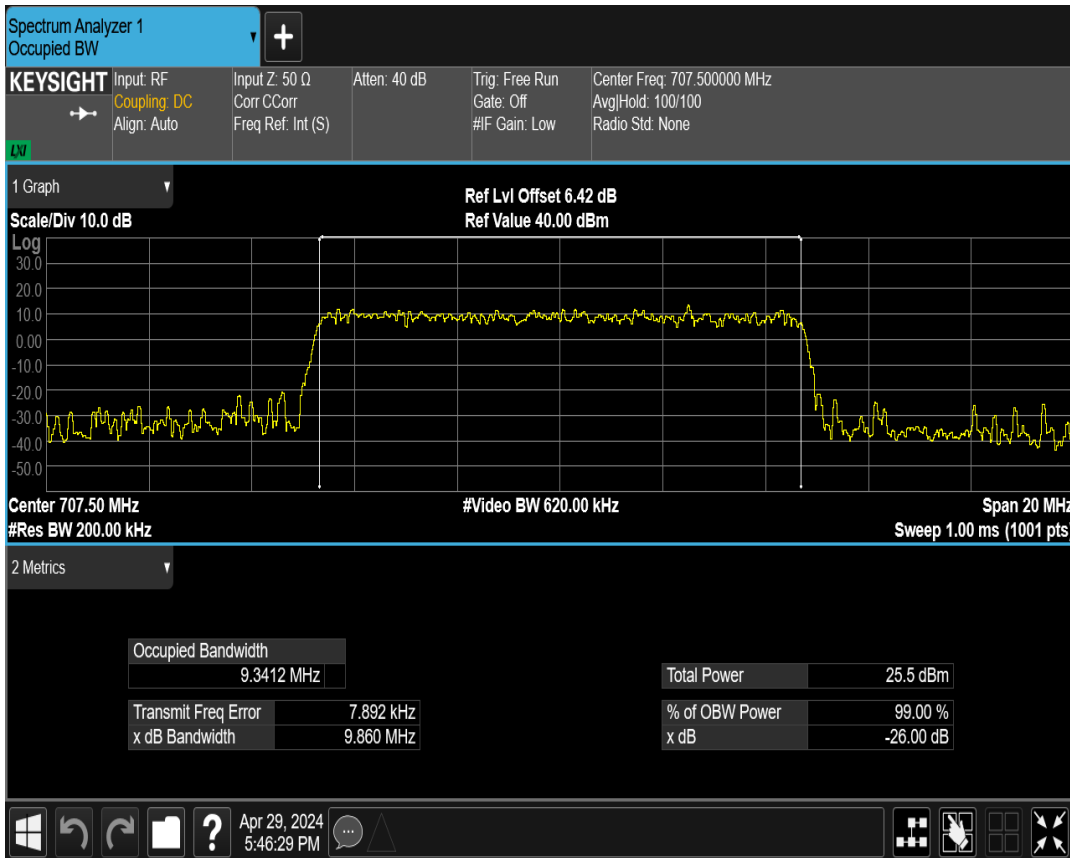 Spectrum Analyzer 1
Occupied BW
KEYSIGHT
LXI
Input: RF
Coupling: DC
Align: Auto
Input Z: 50 Ω
Corr CCorr
Freq Ref: Int (S)
Atten: 40 dB
Trig: Free Run
Gate: Off
#IF Gain: Low
Center Freq: 707.500000 MHz
Avg|Hold: 100/100
Radio Std: None
1 Graph
Scale/Div 10.0 dB
Ref Lvl Offset 6.42 dB
Ref Value 40.00 dBm
Log
30.0
20.0
10.0
0.00
-10.0
-20.0
-30.0
-40.0
-50.0
Center 707.50 MHz
#Video BW 620.00 kHz
Span 20 MHz
#Res BW 200.00 kHz
Sweep 1.00 ms (1001 pts)
2 Metrics
Occupied Bandwidth
9.3412 MHz
Total Power 25.5 dBm
Transmit Freq Error 7.892 kHz
% of OBW Power 99.00 %
x dB Bandwidth 9.860 MHz
x dB -26.00 dB
Apr 29, 2024
5:46:29 PM